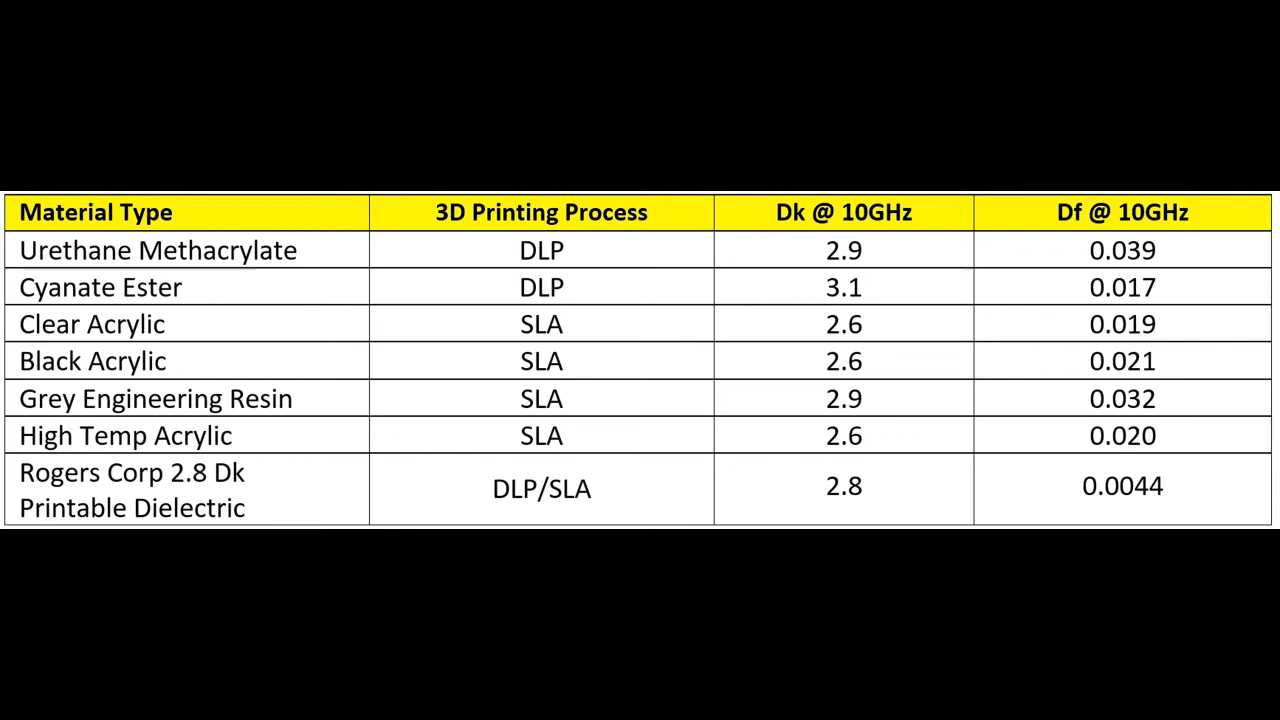 Material Type 3D Printing Process Dk @ 10GHz Df @ 10GHz
Urethane Methacrylate DLP 2.9 0.039
Cyanate Ester DLP 3.1 0.017
Clear Acrylic SLA 2.6 0.019
Black Acrylic SLA 2.6 0.021
Grey Engineering Resin SLA 2.9 0.032
High Temp Acrylic SLA 2.6 0.020
Rogers Corp 2.8 Dk
Printable Dielectric DLP/SLA 2.8 0.0044